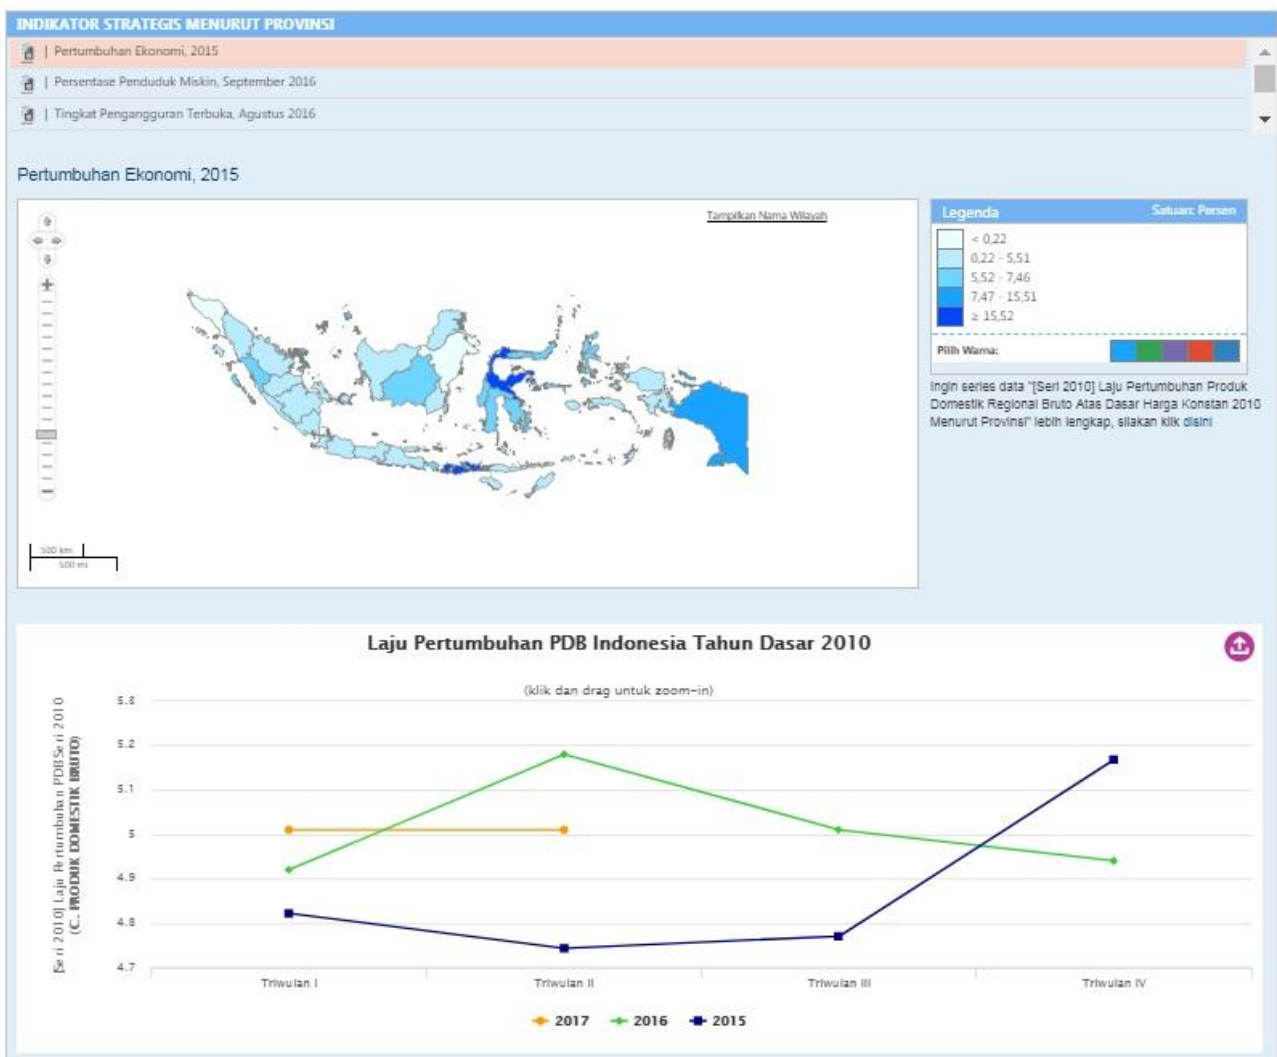 INDIKATOR STRATEGIS MENURUT PROVINSI
| Pertumbuhan Ekonomi, 2015
| Persentase Penduduk Miskin, September 2016
| Tingkat Pengangguran Terbuka, Agustus 2016
Pertumbuhan Ekonomi, 2015
Tampilkan Nama Wilayah
500 km
500 mi
Legenda Satuan: Persen
< 0,22
0,22 - 5,51
5,52 - 7,46
7,47 - 15,51
≥ 15,52
Pilih Warna:
Ingin series data "[Seri 2010] Laju Pertumbuhan Produk
Domestik Regional Bruto Atas Dasar Harga Konstan 2010
Menurut Provinsi" lebih lengkap, silakan klik disini
Laju Pertumbuhan PDB Indonesia Tahun Dasar 2010
(klik dan drag untuk zoom-in)
[Seri 2010] Laju Pertumbuhan PDB Seri 2010
(C.. PRODUK DOMESTIK BRUTO)
5.3
5.2
5.1
5
4.9
4.8
4.7
Triwulan I Triwulan II Triwulan III Triwulan IV
2017 2016 2015